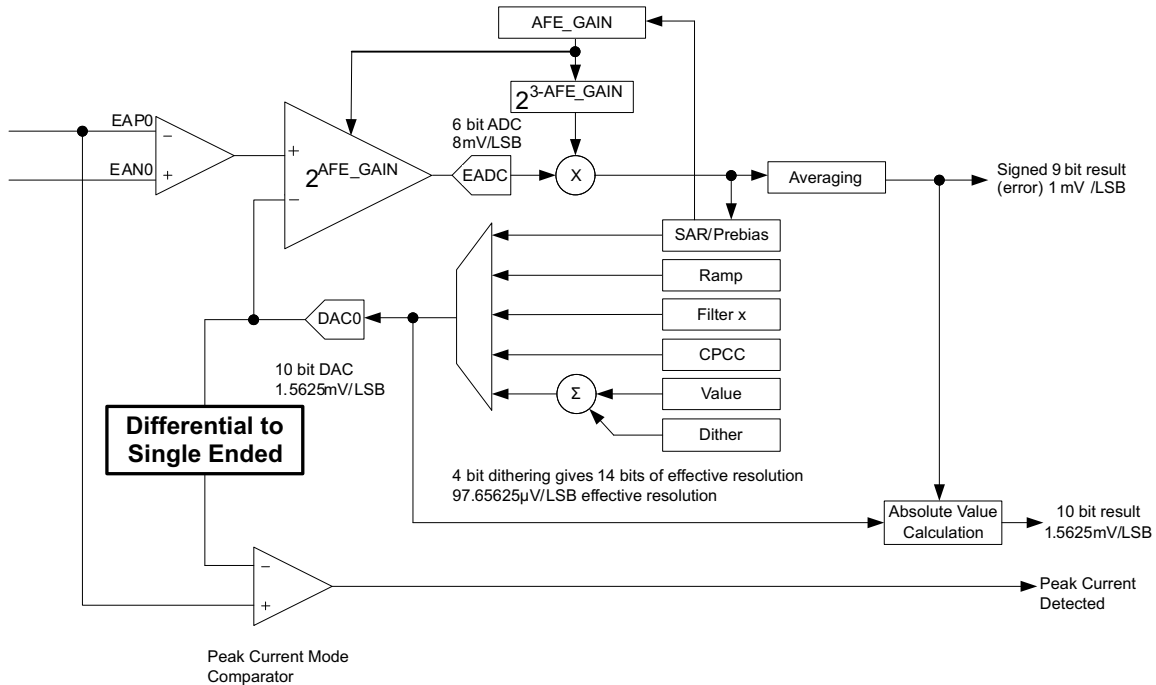 AFE_GAIN
2^3-AFE_GAIN
EAP0
EAN0
6 bit ADC
8mV/LSB
−
+
+
−
2^AFE_GAIN
EADC
X
Averaging
Signed 9 bit result
(error) 1 mV /LSB
SAR/Prebias
Ramp
Filter x
CPCC
Value
Dither
Σ
DAC0
10 bit DAC
1.5625mV/LSB
Differential to
Single Ended
4 bit dithering gives 14 bits of effective resolution
97.65625μV/LSB effective resolution
Absolute Value
Calculation
10 bit result
1.5625mV/LSB
−
+
Peak Current
Detected
Peak Current Mode
Comparator